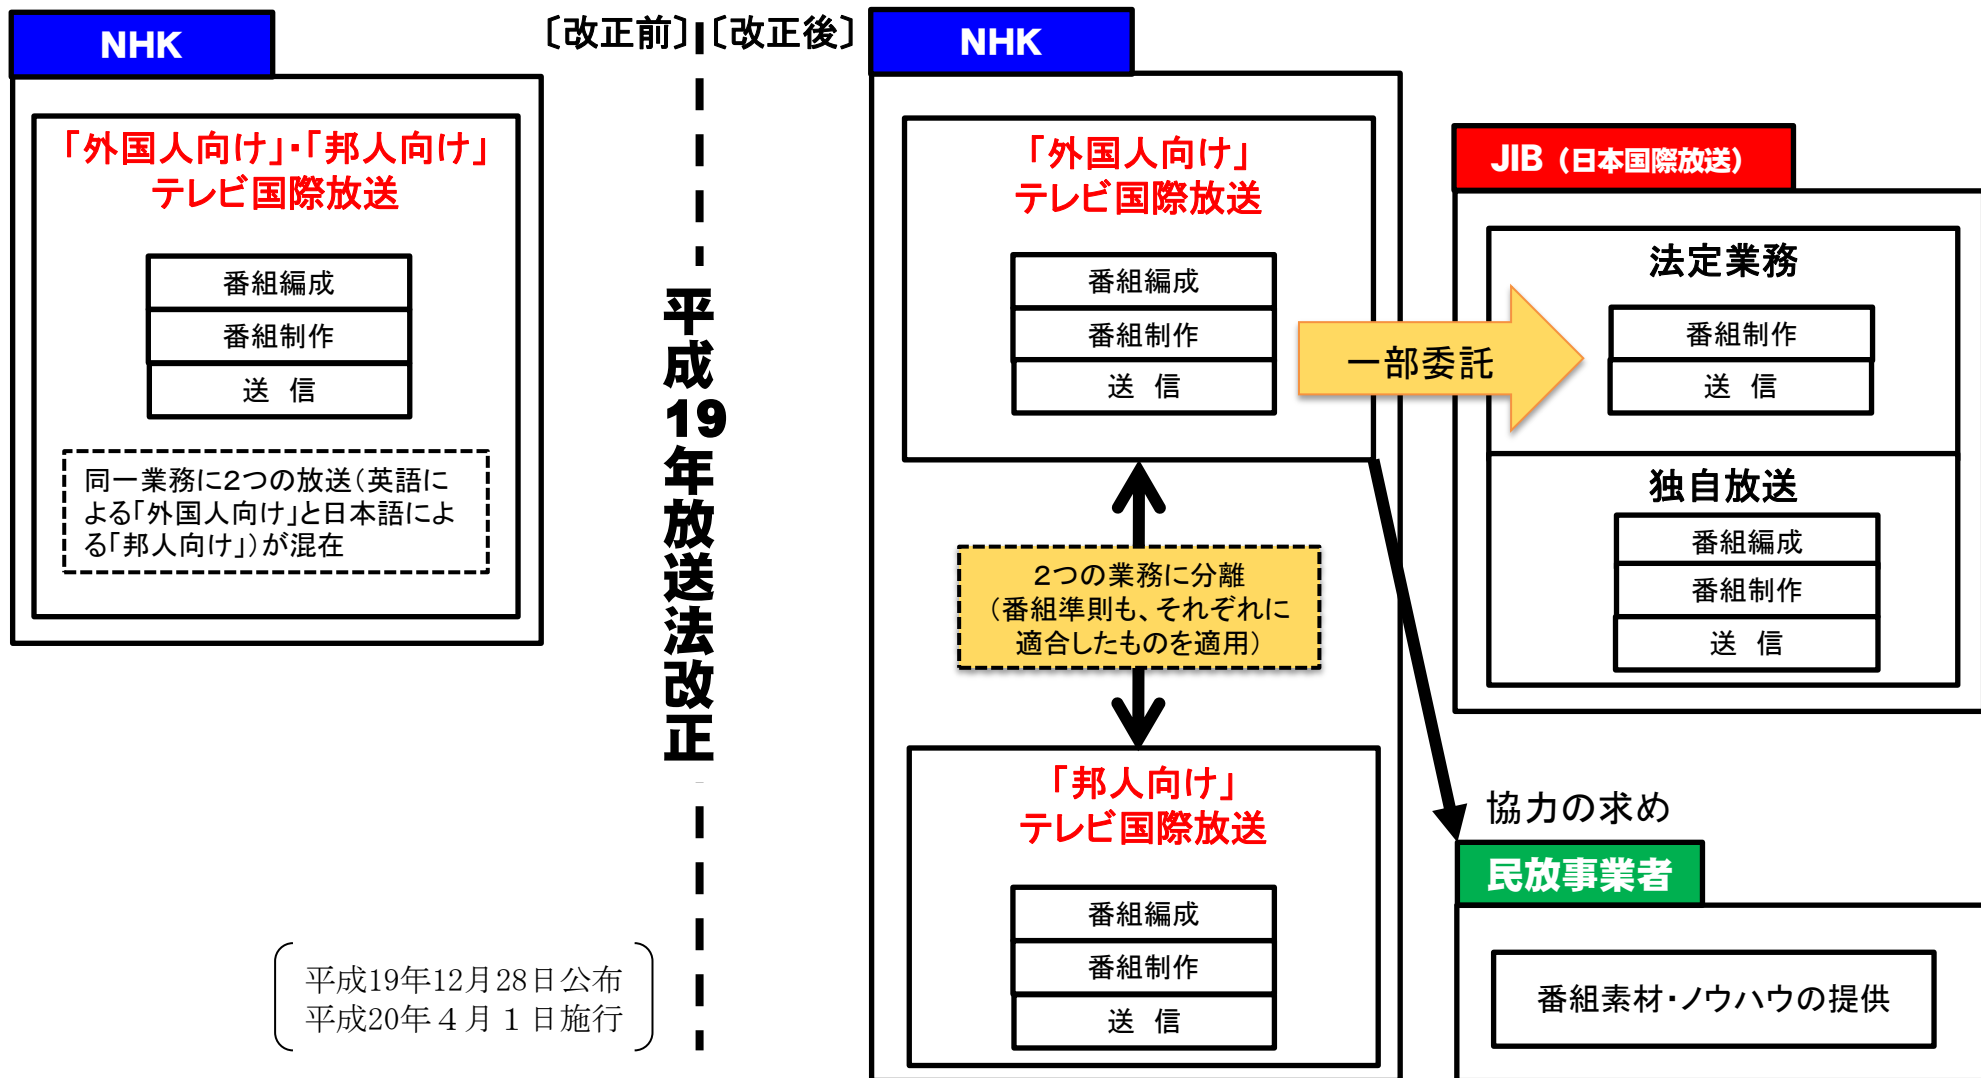 NHK
「外国人向け」・「邦人向け」
テレビ国際放送
番組編成
番組制作
送 信
同一業務に2つの放送(英語に
よる「外国人向け」と日本語によ
る「邦人向け」)が混在
〔改正前〕
〔改正後〕
平成19年放送法改正
平成19年12月28日公布
平成20年4月1日施行
NHK
「外国人向け」
テレビ国際放送
番組編成
番組制作
送 信
一部委託
2つの業務に分離
(番組準則も、それぞれに
適合したものを適用)
「邦人向け」
テレビ国際放送
番組編成
番組制作
送 信
JIB(日本国際放送)
法定業務
番組制作
送 信
独自放送
番組編成
番組制作
送 信
協力の求め
民放事業者
番組素材・ノウハウの提供